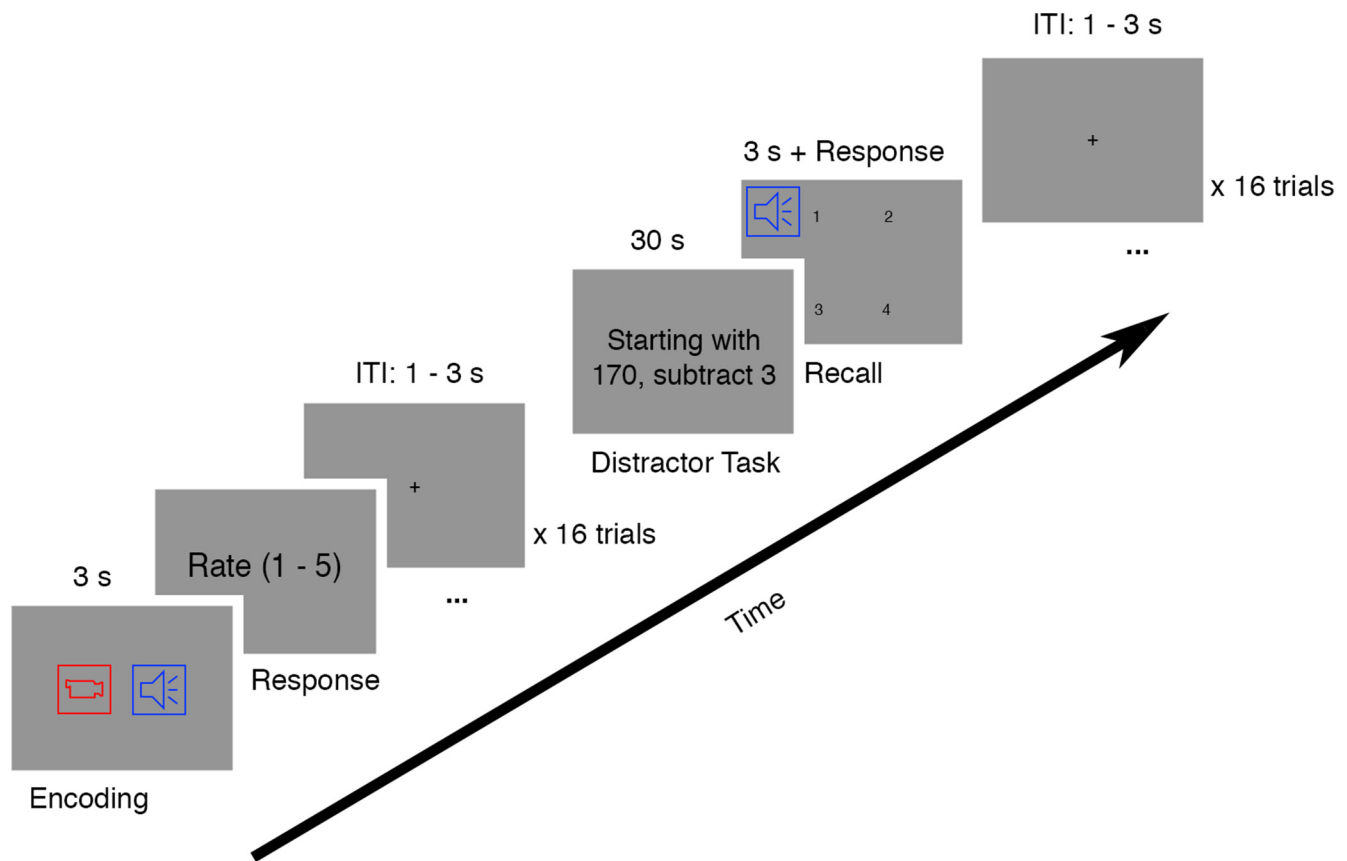 3 s
Encoding
Rate (1 - 5)
Response
ITI: 1 - 3 s
+
x 16 trials
...
30 s
Starting with
170, subtract 3
Distractor Task
3 s + Response
1 2
3 4
Recall
ITI: 1 - 3 s
+
x 16 trials
...
Time